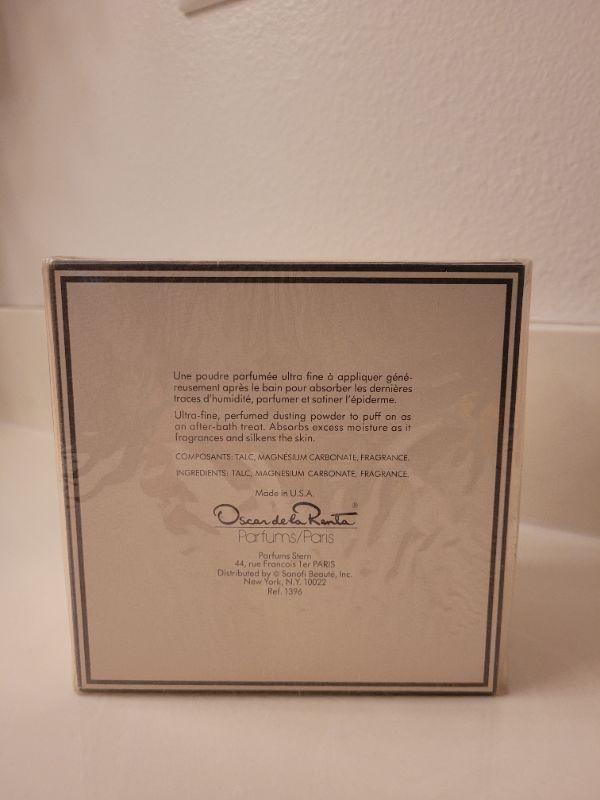 Une poudre parfumée ultra fine à appliquer géné-
reusement après le bain pour absorber les dernières
traces d'humidité, parfumer et satiner l'épiderme.
Ultra-fine, perfumed dusting powder to puff on as
an after-bath treat. Absorbs excess moisture as it
fragrances and silkens the skin.
COMPOSANTS: TALC, MAGNESIUM CARBONATE, FRAGRANCE.
INGREDIENTS: TALC, MAGNESIUM CARBONATE, FRAGRANCE.
Made in U.S.A.
Oscar de la Renta®
Parfums/Paris
Parfums Stern
44, rue Francois 1er PARIS
Distributed by © Sanofi Beauté, Inc.
New York, N.Y. 10022
Ref. 1396